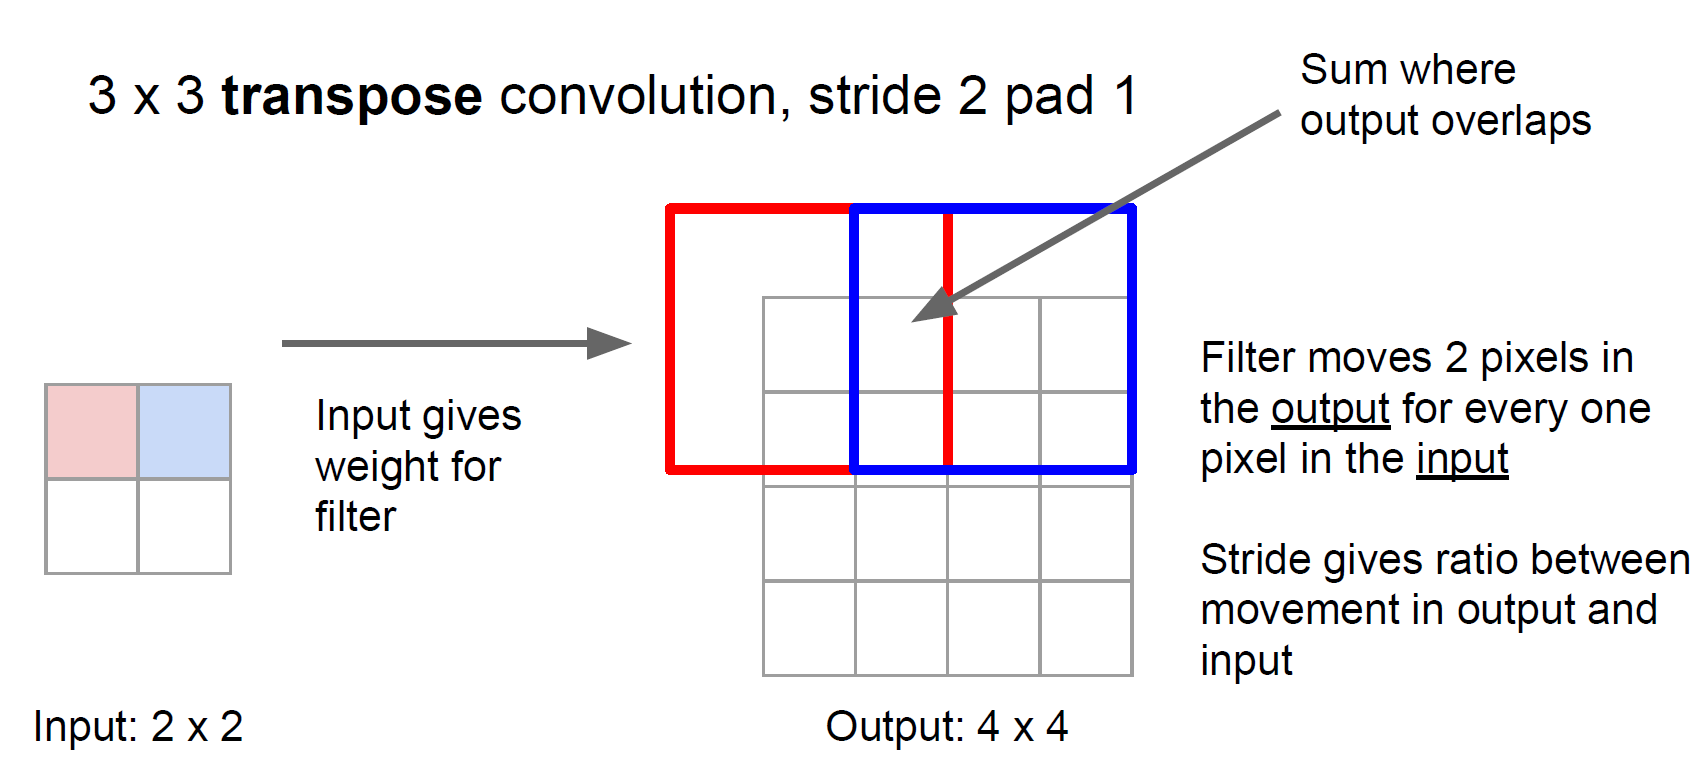 3 x 3 transpose convolution, stride 2 pad 1
Sum where
output overlaps
Input gives
weight for
filter
Filter moves 2 pixels in
the output for every one
pixel in the input
Stride gives ratio between
movement in output and
input
Input: 2 x 2
Output: 4 x 4